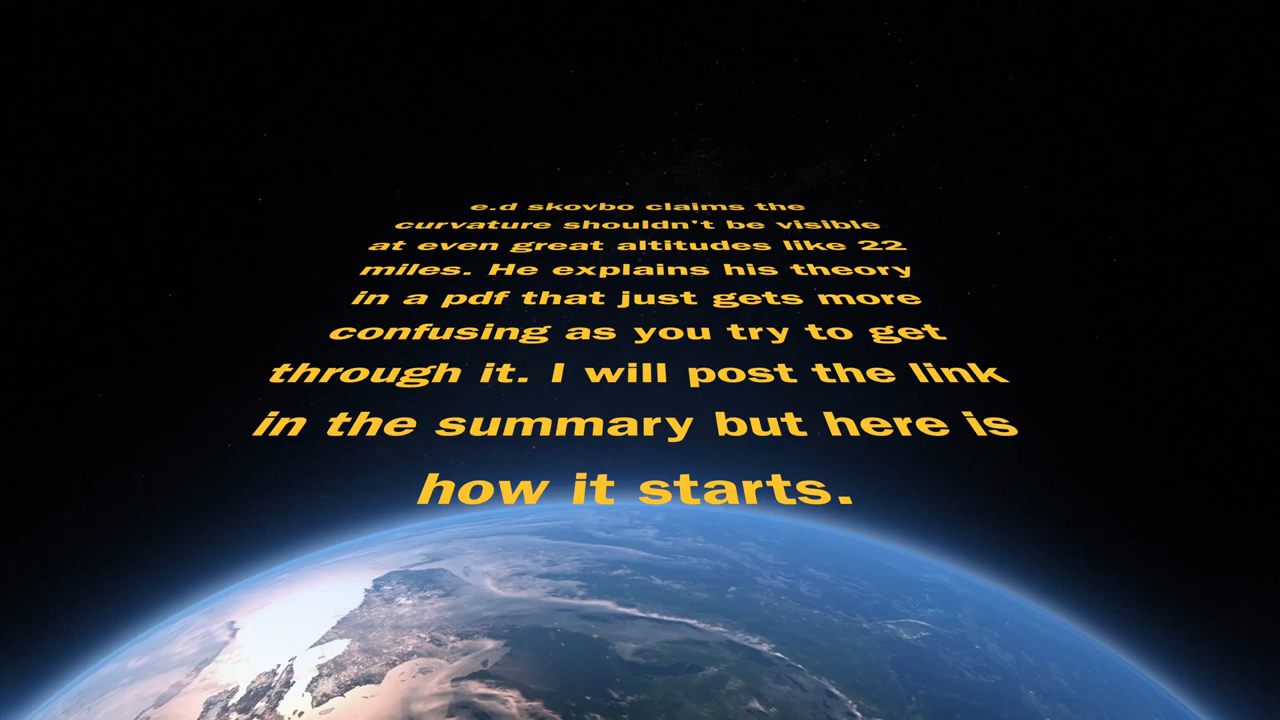 e.d skovbo claims the
curvature shouldn't be visible
at even great altitudes like 22
miles. He explains his theory
in a pdf that just gets more
confusing as you try to get
through it. I will post the link
in the summary but here is
how it starts.